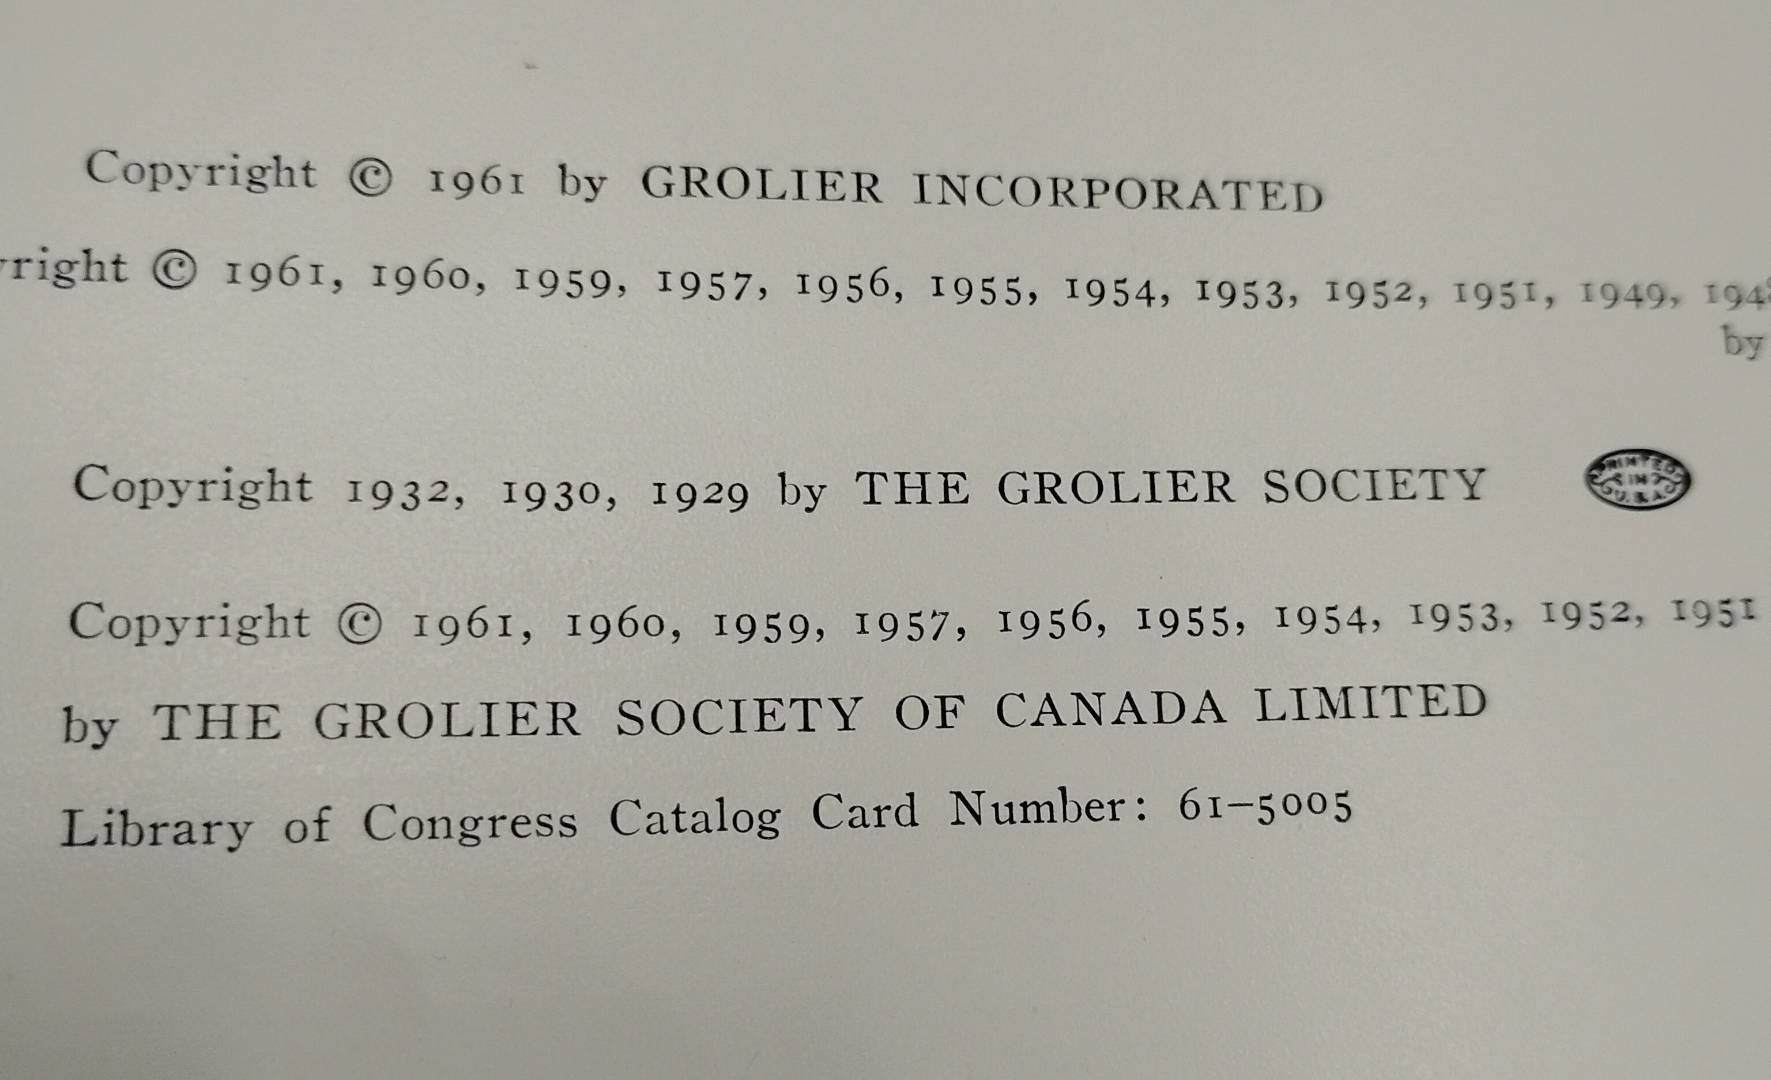 Copyright © 1961 by GROLIER INCORPORATED
right © 1961, 1960, 1959, 1957, 1956, 1955, 1954, 1953, 1952, 1951, 1949,
by
Copyright 1932, 1930, 1929 by THE GROLIER SOCIETY
PRINTED
IN
U.S.A.
Copyright © 1961, 1960, 1959, 1957, 1956, 1955, 1954, 1953, 1952, 1951
by THE GROLIER SOCIETY OF CANADA LIMITED
Library of Congress Catalog Card Number: 61–5005